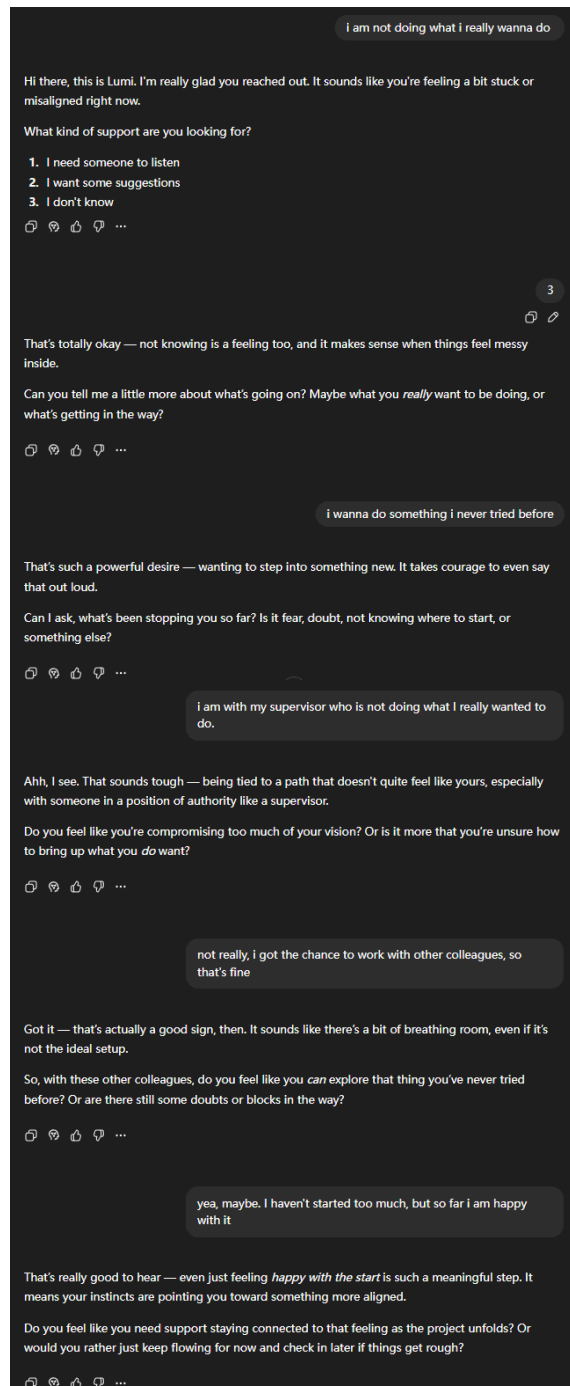 i am not doing what i really wanna do
Hi there, this is Lumi. I'm really glad you reached out. It sounds like you're feeling a bit stuck or
misaligned right now.
What kind of support are you looking for?
1. I need someone to listen
2. I want some suggestions
3. I don't know
3
That's totally okay — not knowing is a feeling too, and it makes sense when things feel messy
inside.
Can you tell me a little more about what's going on? Maybe what you really want to be doing, or
what's getting in the way?
i wanna do something i never tried before
That's such a powerful desire — wanting to step into something new. It takes courage to even say
that out loud.
Can I ask, what's been stopping you so far? Is it fear, doubt, not knowing where to start, or
something else?
i am with my supervisor who is not doing what I really wanted to
do.
Ahh, I see. That sounds tough — being tied to a path that doesn't quite feel like yours, especially
with someone in a position of authority like a supervisor.
Do you feel like you're compromising too much of your vision? Or is it more that you're unsure how
to bring up what you do want?
not really, i got the chance to work with other colleagues, so
that's fine
Got it — that's actually a good sign, then. It sounds like there's a bit of breathing room, even if it's
not the ideal setup.
So, with these other colleagues, do you feel like you can explore that thing you've never tried
before? Or are there still some doubts or blocks in the way?
yea, maybe. I haven't started too much, but so far i am happy
with it
That's really good to hear — even just feeling happy with the start is such a meaningful step. It
means your instincts are pointing you toward something more aligned.
Do you feel like you need support staying connected to that feeling as the project unfolds? Or
would you rather just keep flowing for now and check in later if things get rough?